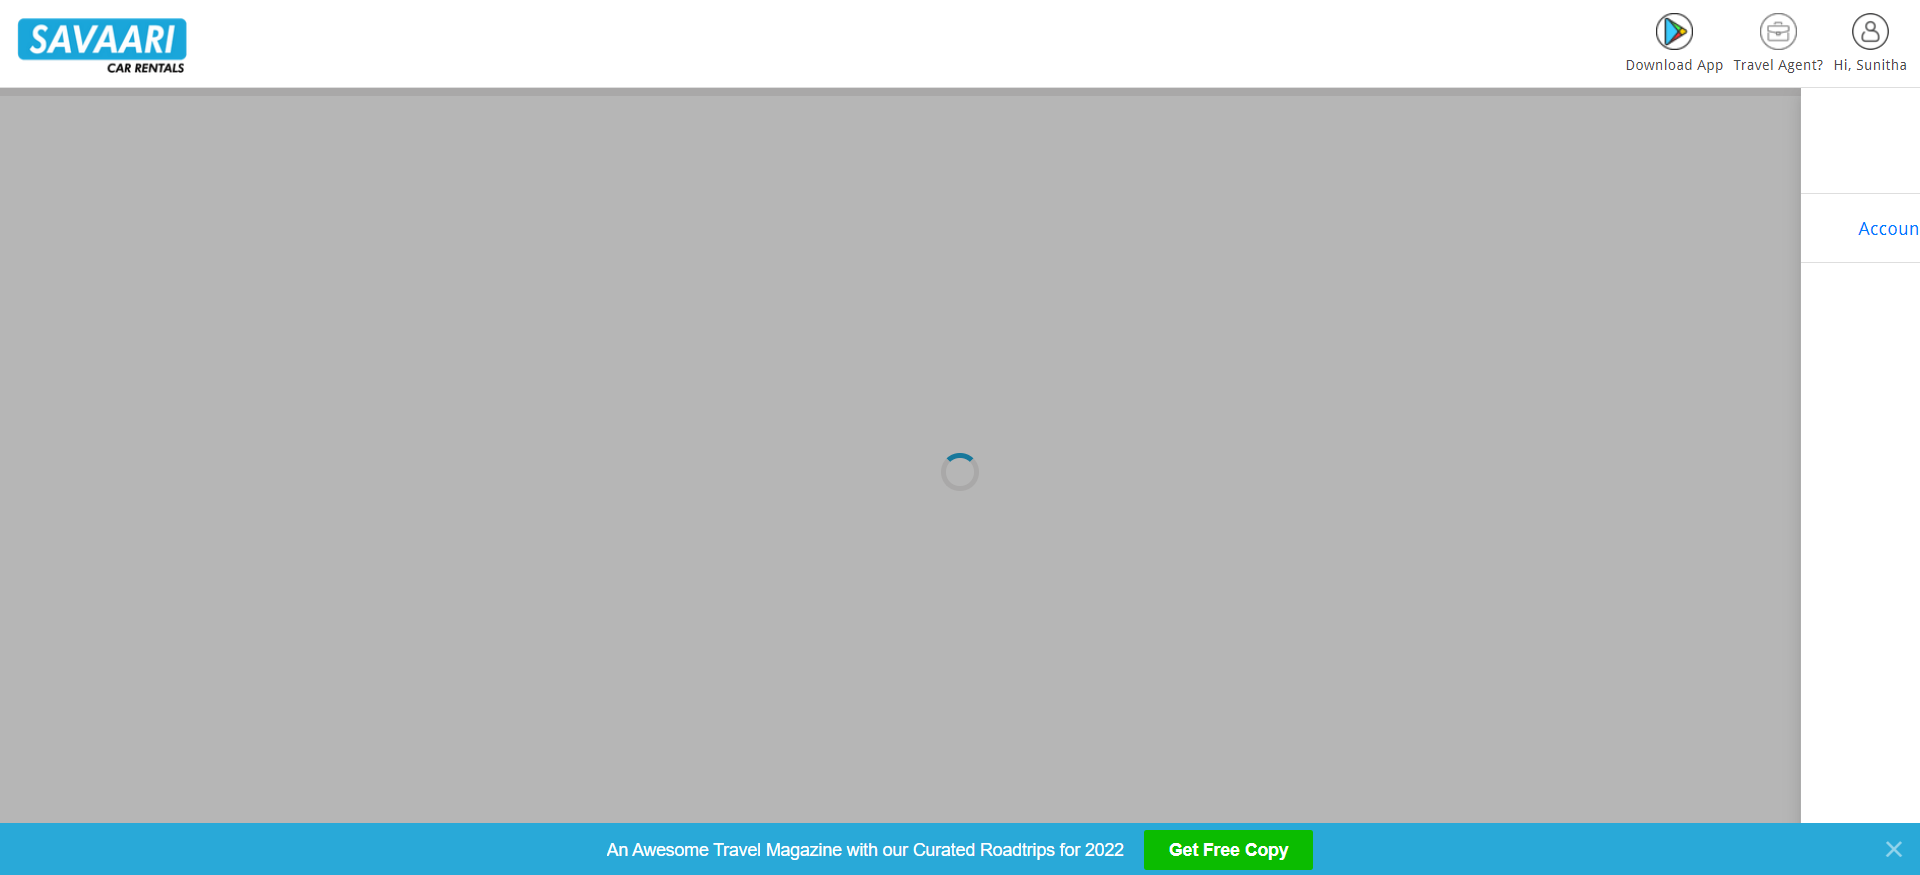 SAVAARI
CAR RENTALS
Download App
Travel Agent?
Hi, Sunitha
Accoun
An Awesome Travel Magazine with our Curated Roadtrips for 2022
Get Free Copy